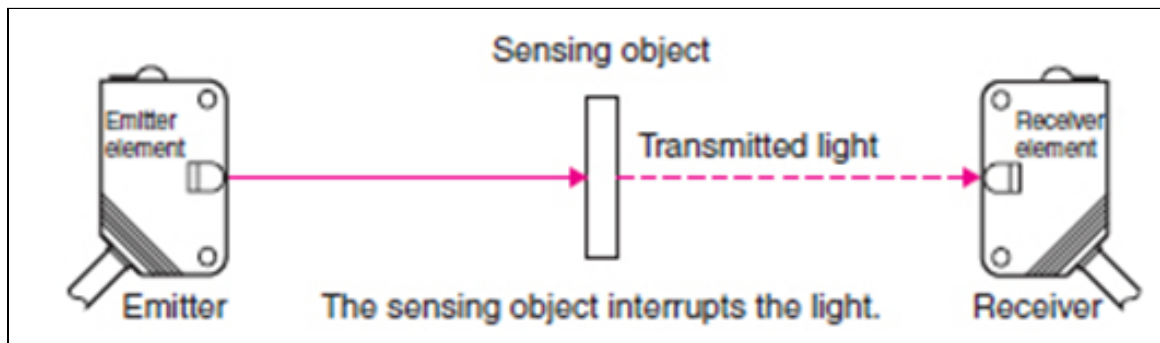 Sensing object
Emitter
element
Transmitted light
Receiver
element
Emitter
The sensing object interrupts the light.
Receiver